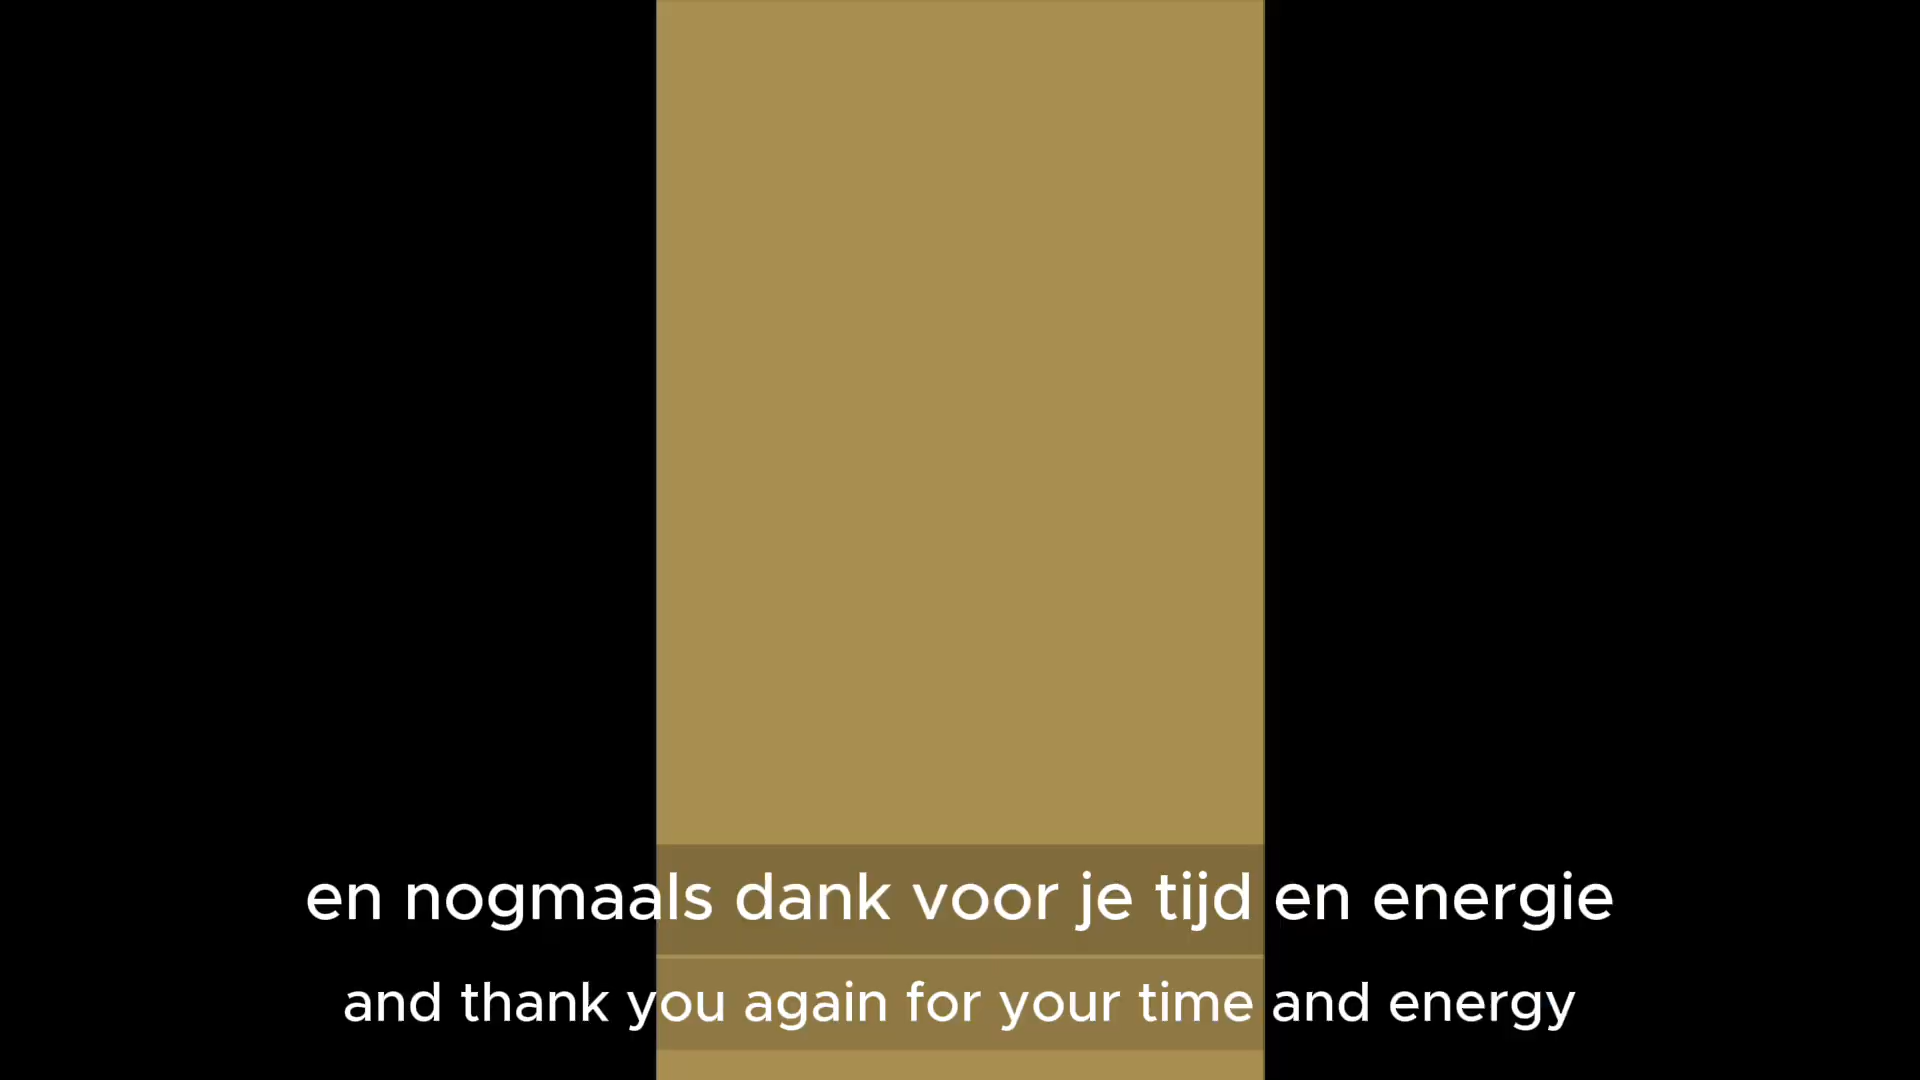 en nogmaals dank voor je tijd en energie
and thank you again for your time and energy